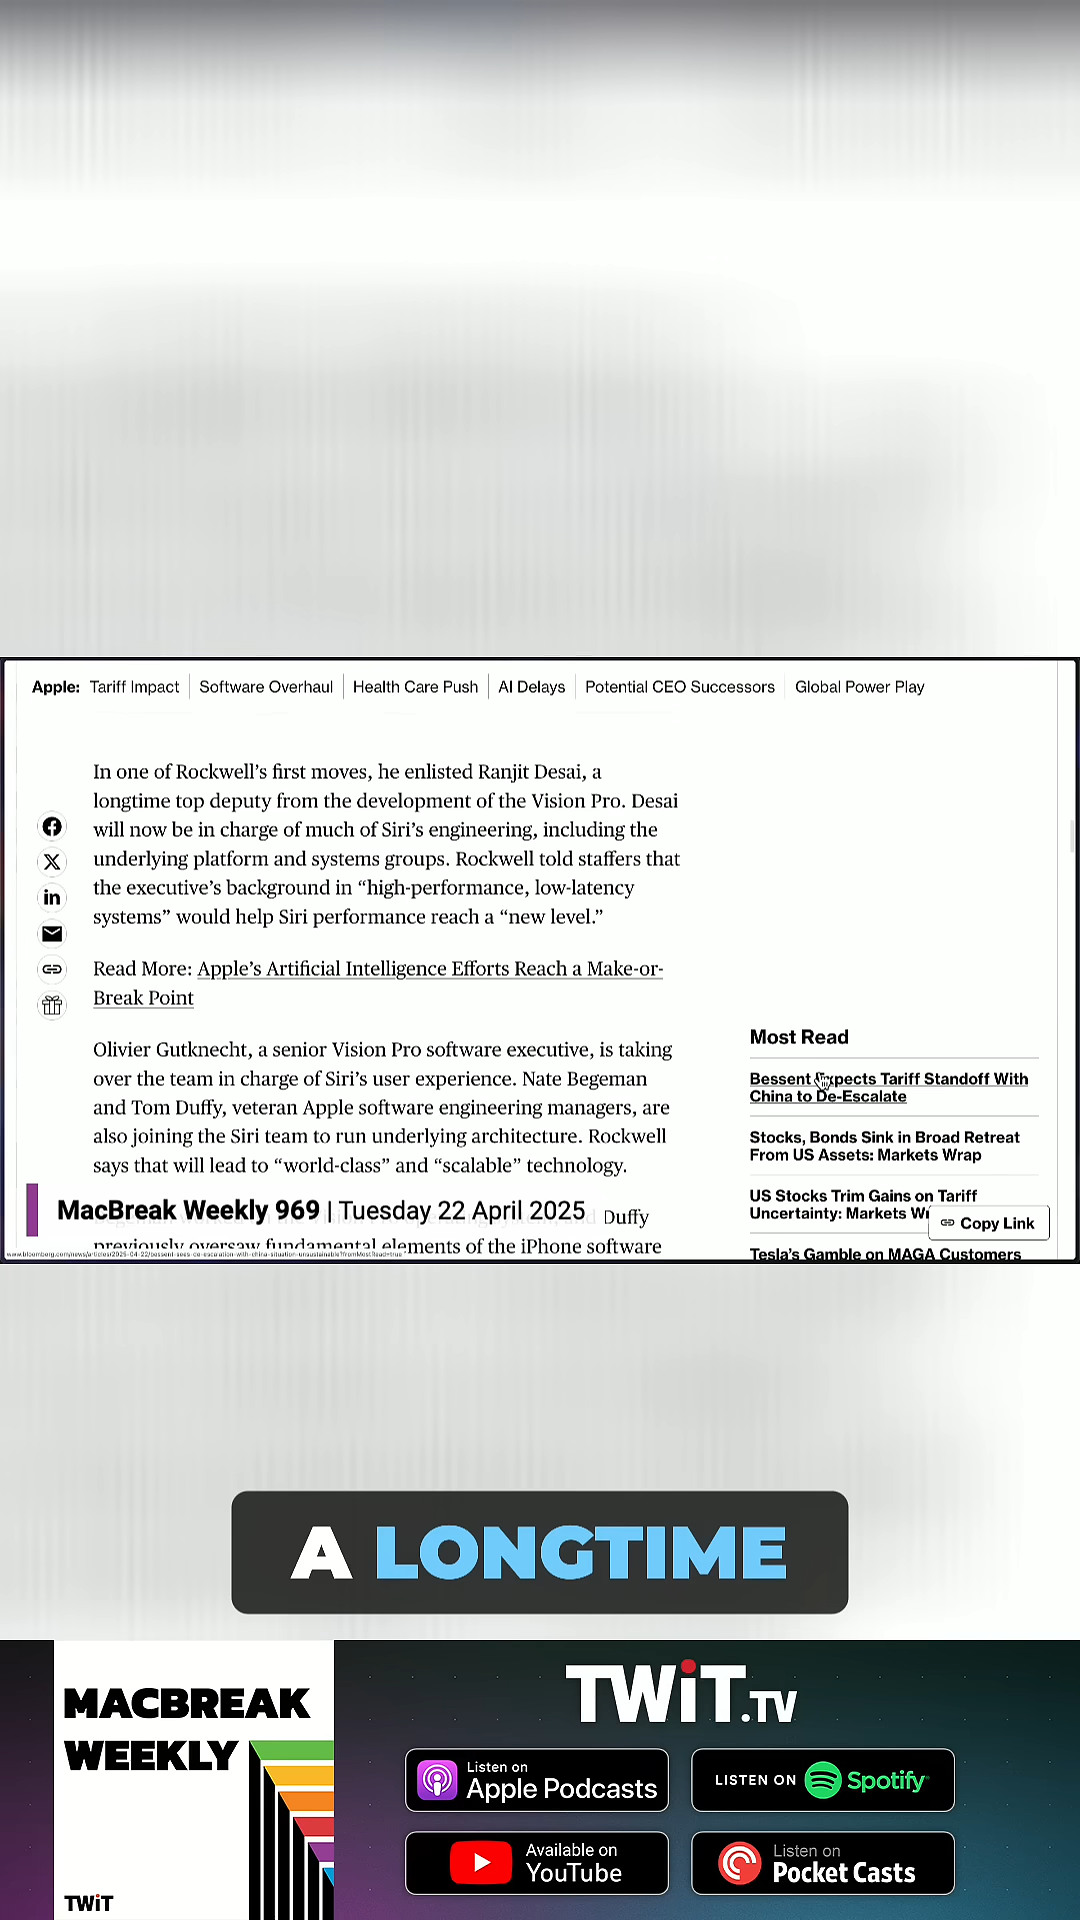 Apple: Tariff Impact Software Overhaul Health Care Push AI Delays Potential CEO Successors Global Power Play
In one of Rockwell’s first moves, he enlisted Ranjit Desai, a
longtime top deputy from the development of the Vision Pro. Desai
will now be in charge of much of Siri’s engineering, including the
underlying platform and systems groups. Rockwell told staffers that
the executive’s background in “high-performance, low-latency
systems” would help Siri performance reach a “new level.”
Read More: Apple’s Artificial Intelligence Efforts Reach a Make-or-
Break Point
Olivier Gutknecht, a senior Vision Pro software executive, is taking
over the team in charge of Siri’s user experience. Nate Begeman
and Tom Duffy, veteran Apple software engineering managers, are
also joining the Siri team to run underlying architecture. Rockwell
says that will lead to “world-class” and “scalable” technology.
Duffy
previously oversaw fundamental elements of the iPhone software
Most Read
Bessent Expects Tariff Standoff With
China to De-Escalate
Stocks, Bonds Sink in Broad Retreat
From US Assets: Markets Wrap
US Stocks Trim Gains on Tariff
Uncertainty: Markets
Copy Link
Tesla’s Gamble on MAGA Customers
MacBreak Weekly 969 | Tuesday 22 April 2025
A LONGTIME
MACBREAK
WEEKLY
TWiT
TWiT.TV
Listen on
Apple Podcasts
LISTEN ON Spotify
Available on
YouTube
Listen on
Pocket Casts